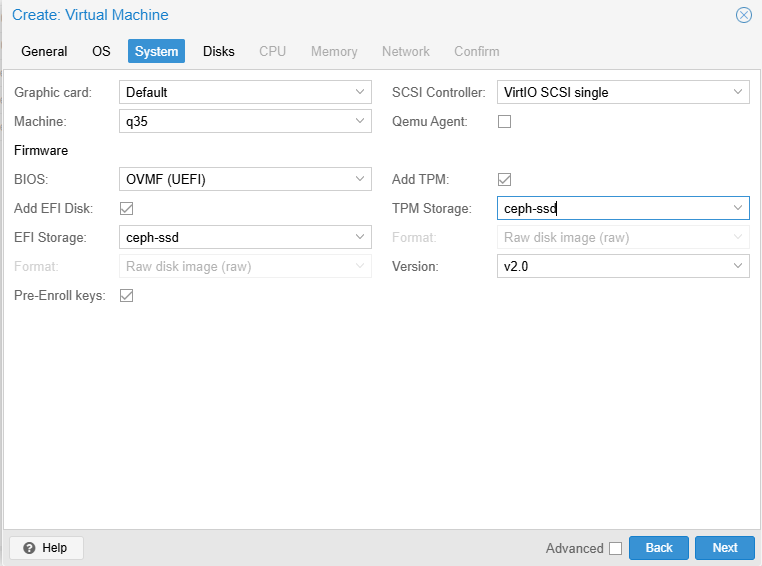 Create: Virtual Machine
General OS System Disks CPU Memory Network Confirm
Graphic card: Default SCSI Controller: VirtIO SCSI single
Machine: q35 Qemu Agent:
Firmware
BIOS: OVMF (UEFI) Add TPM:
Add EFI Disk: TPM Storage: ceph-ssd
EFI Storage: ceph-ssd Format: Raw disk image (raw)
Format: Raw disk image (raw) Version: v2.0
Pre-Enroll keys:
Help Advanced Back Next